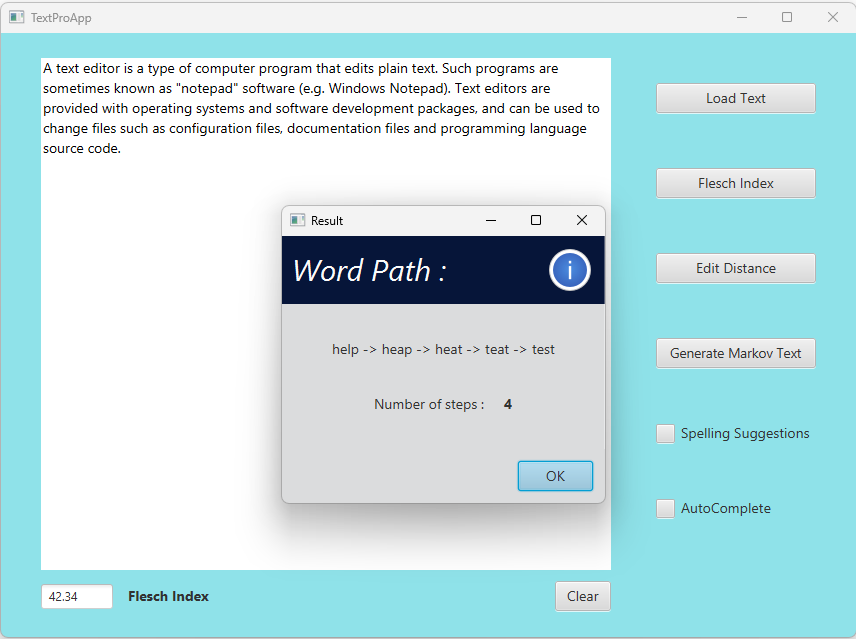 TextProApp
A text editor is a type of computer program that edits plain text. Such programs are
sometimes known as "notepad" software (e.g. Windows Notepad). Text editors are
provided with operating systems and software development packages, and can be used to
change files such as configuration files, documentation files and programming language
source code.
Load Text
Flesch Index
Edit Distance
Generate Markov Text
Spelling Suggestions
AutoComplete
Result
Word Path :
i
help -> heap -> heat -> teat -> test
Number of steps : 4
OK
42.34 Flesch Index
Clear